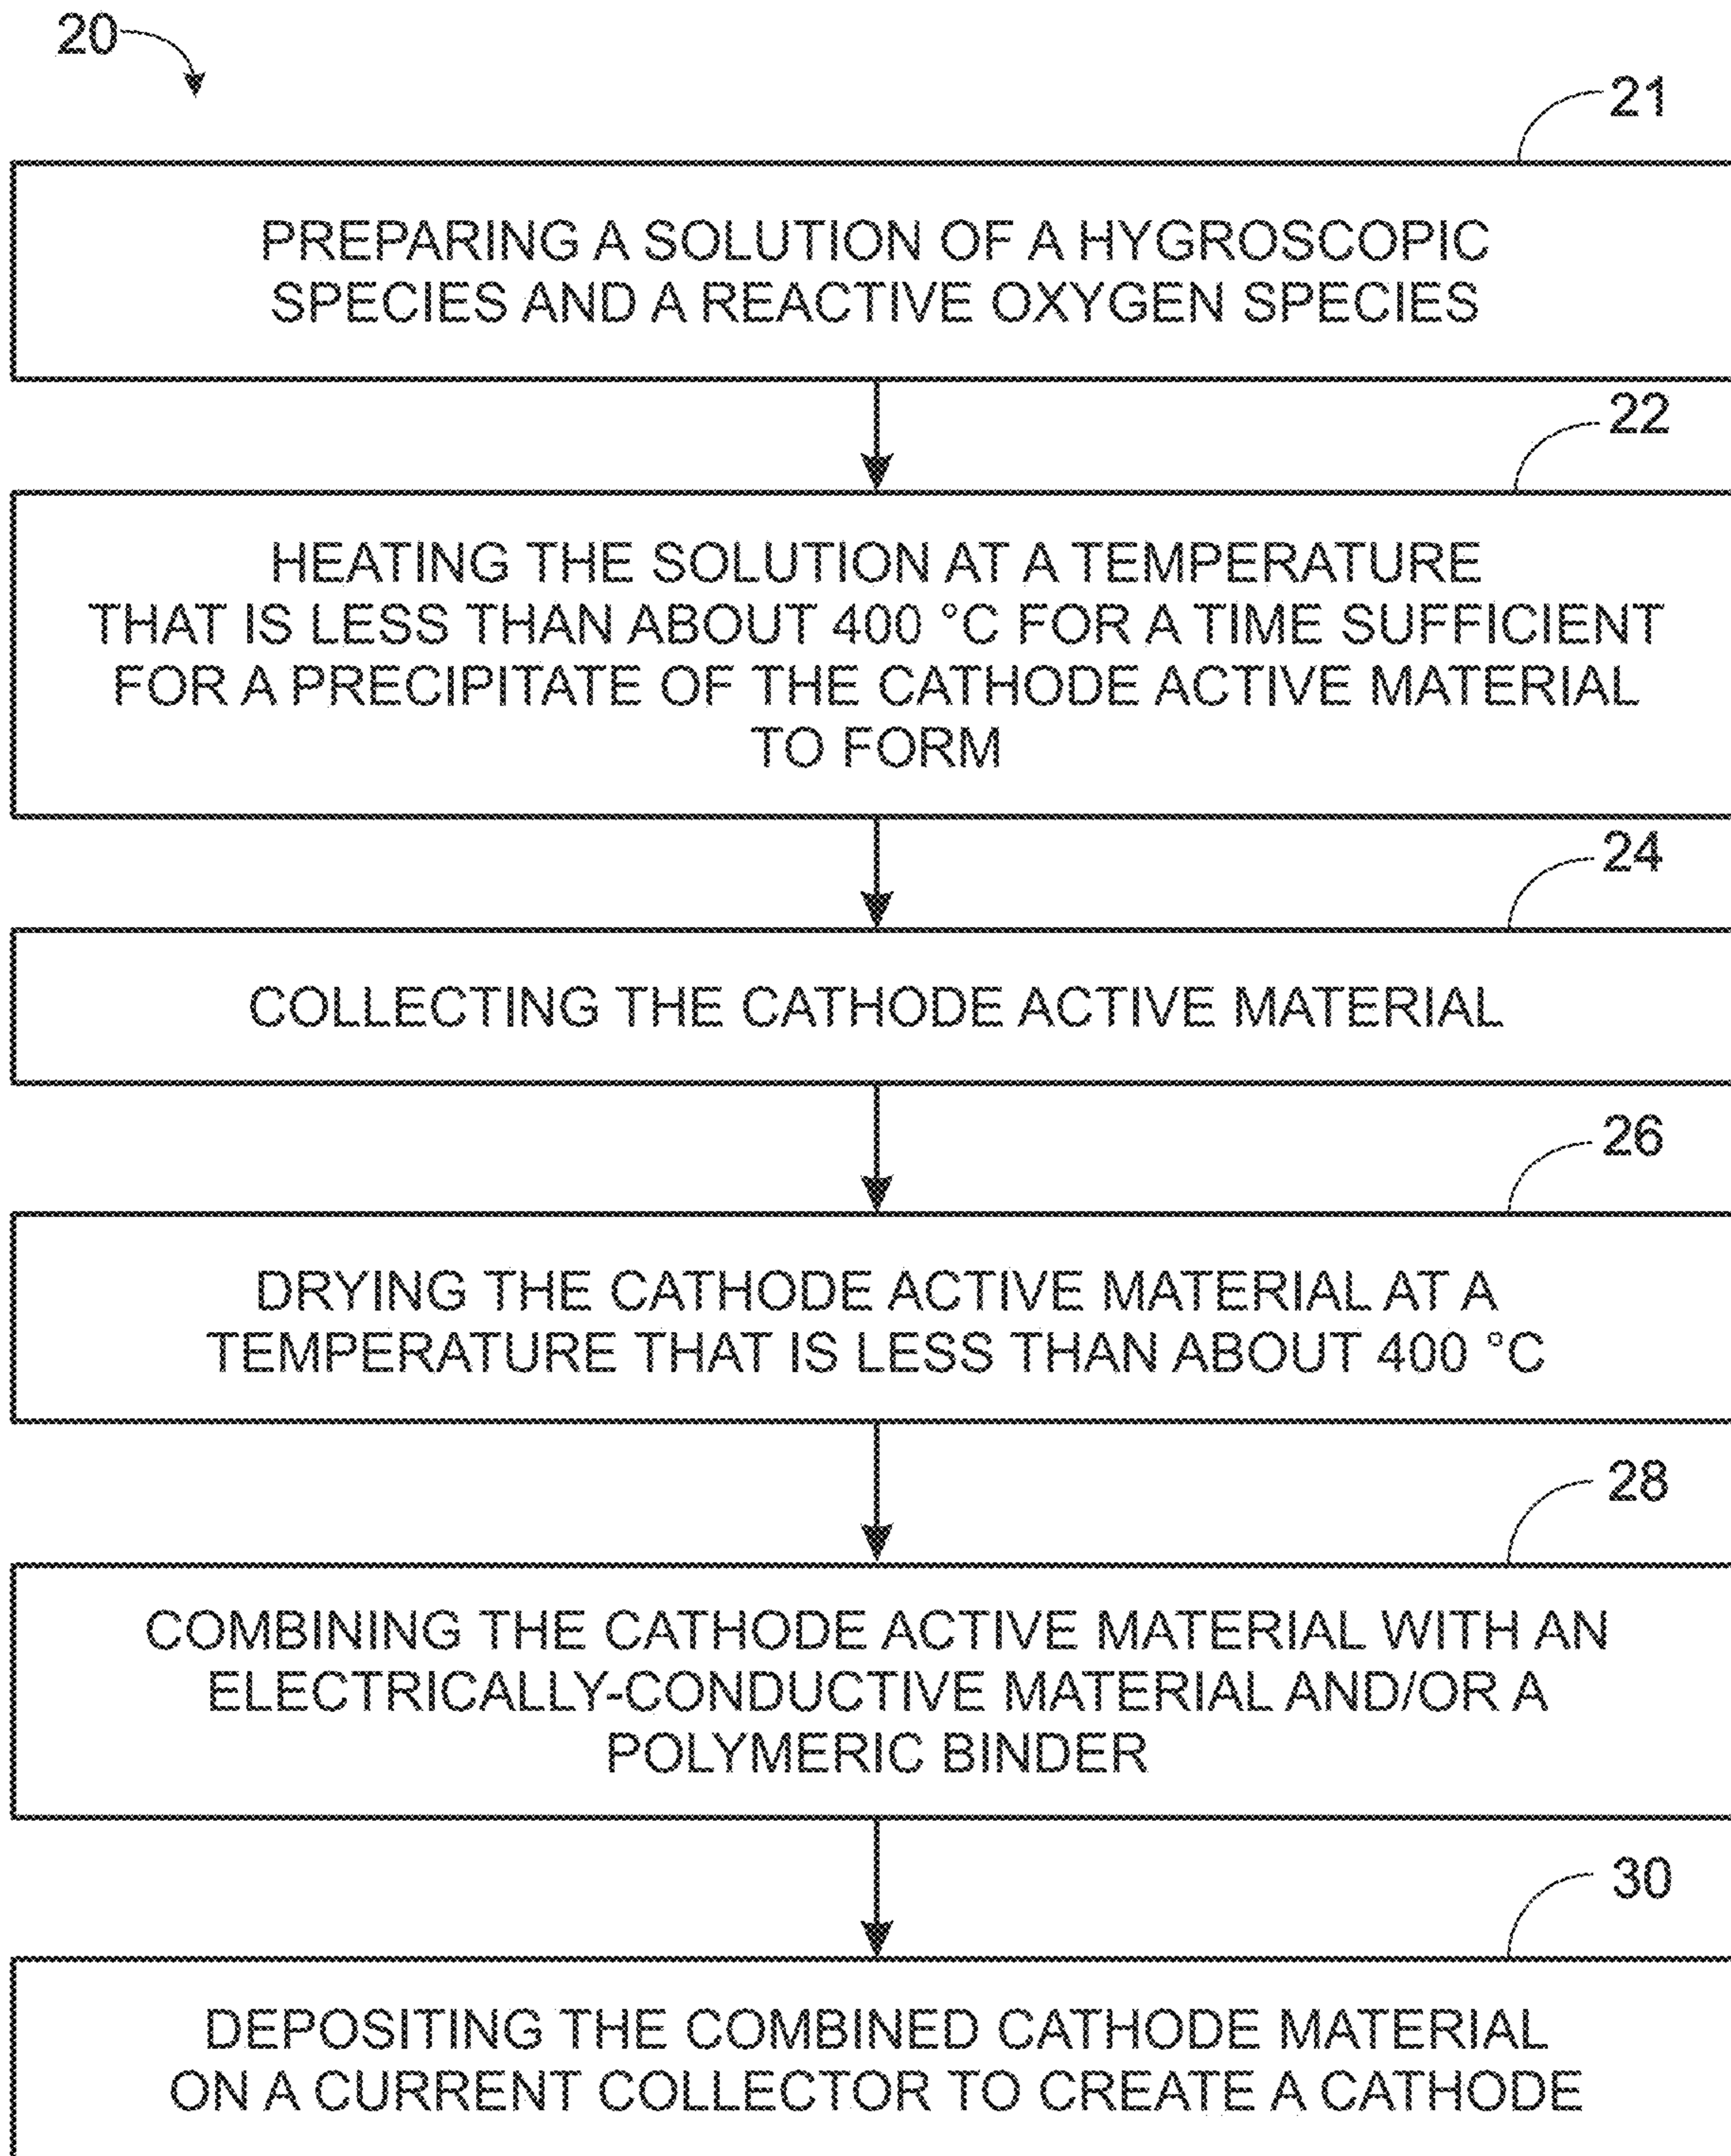 20
21
PREPARING A SOLUTION OF A HYGROSCOPIC
SPECIES AND A REACTIVE OXYGEN SPECIES
22
HEATING THE SOLUTION AT A TEMPERATURE
THAT IS LESS THAN ABOUT 400 °C FOR A TIME SUFFICIENT
FOR A PRECIPITATE OF THE CATHODE ACTIVE MATERIAL
TO FORM
24
COLLECTING THE CATHODE ACTIVE MATERIAL
26
DRYING THE CATHODE ACTIVE MATERIAL AT A
TEMPERATURE THAT IS LESS THAN ABOUT 400 °C
28
COMBINING THE CATHODE ACTIVE MATERIAL WITH AN
ELECTRICALLY-CONDUCTIVE MATERIAL AND/OR A
POLYMERIC BINDER
30
DEPOSITING THE COMBINED CATHODE MATERIAL
ON A CURRENT COLLECTOR TO CREATE A CATHODE